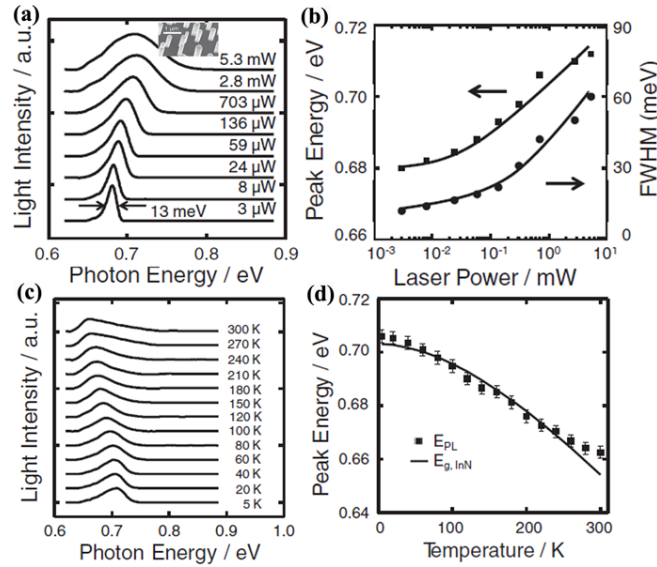 (a)
1 µm
5.3 mW
2.8 mW
703 µW
136 µW
59 µW
24 µW
8 µW
3 µW
13 meV
Light Intensity / a.u.
0.6 0.7 0.8 0.9
Photon Energy / eV
(b)
Peak Energy / eV
0.72
0.70
0.68
0.66
90
60
30
0
FWHM (meV)
10-3 10-2 10-1 100 101
Laser Power / mW
(c)
Light Intensity / a.u.
300 K
270 K
240 K
210 K
180 K
150 K
120 K
100 K
80 K
60 K
40 K
20 K
5 K
0.6 0.7 0.8 0.9 1.0
Photon Energy / eV
(d)
Peak Energy / eV
0.72
0.70
0.68
0.66
0.64
EPL
Eg, InN
0 100 200 300
Temperature / K